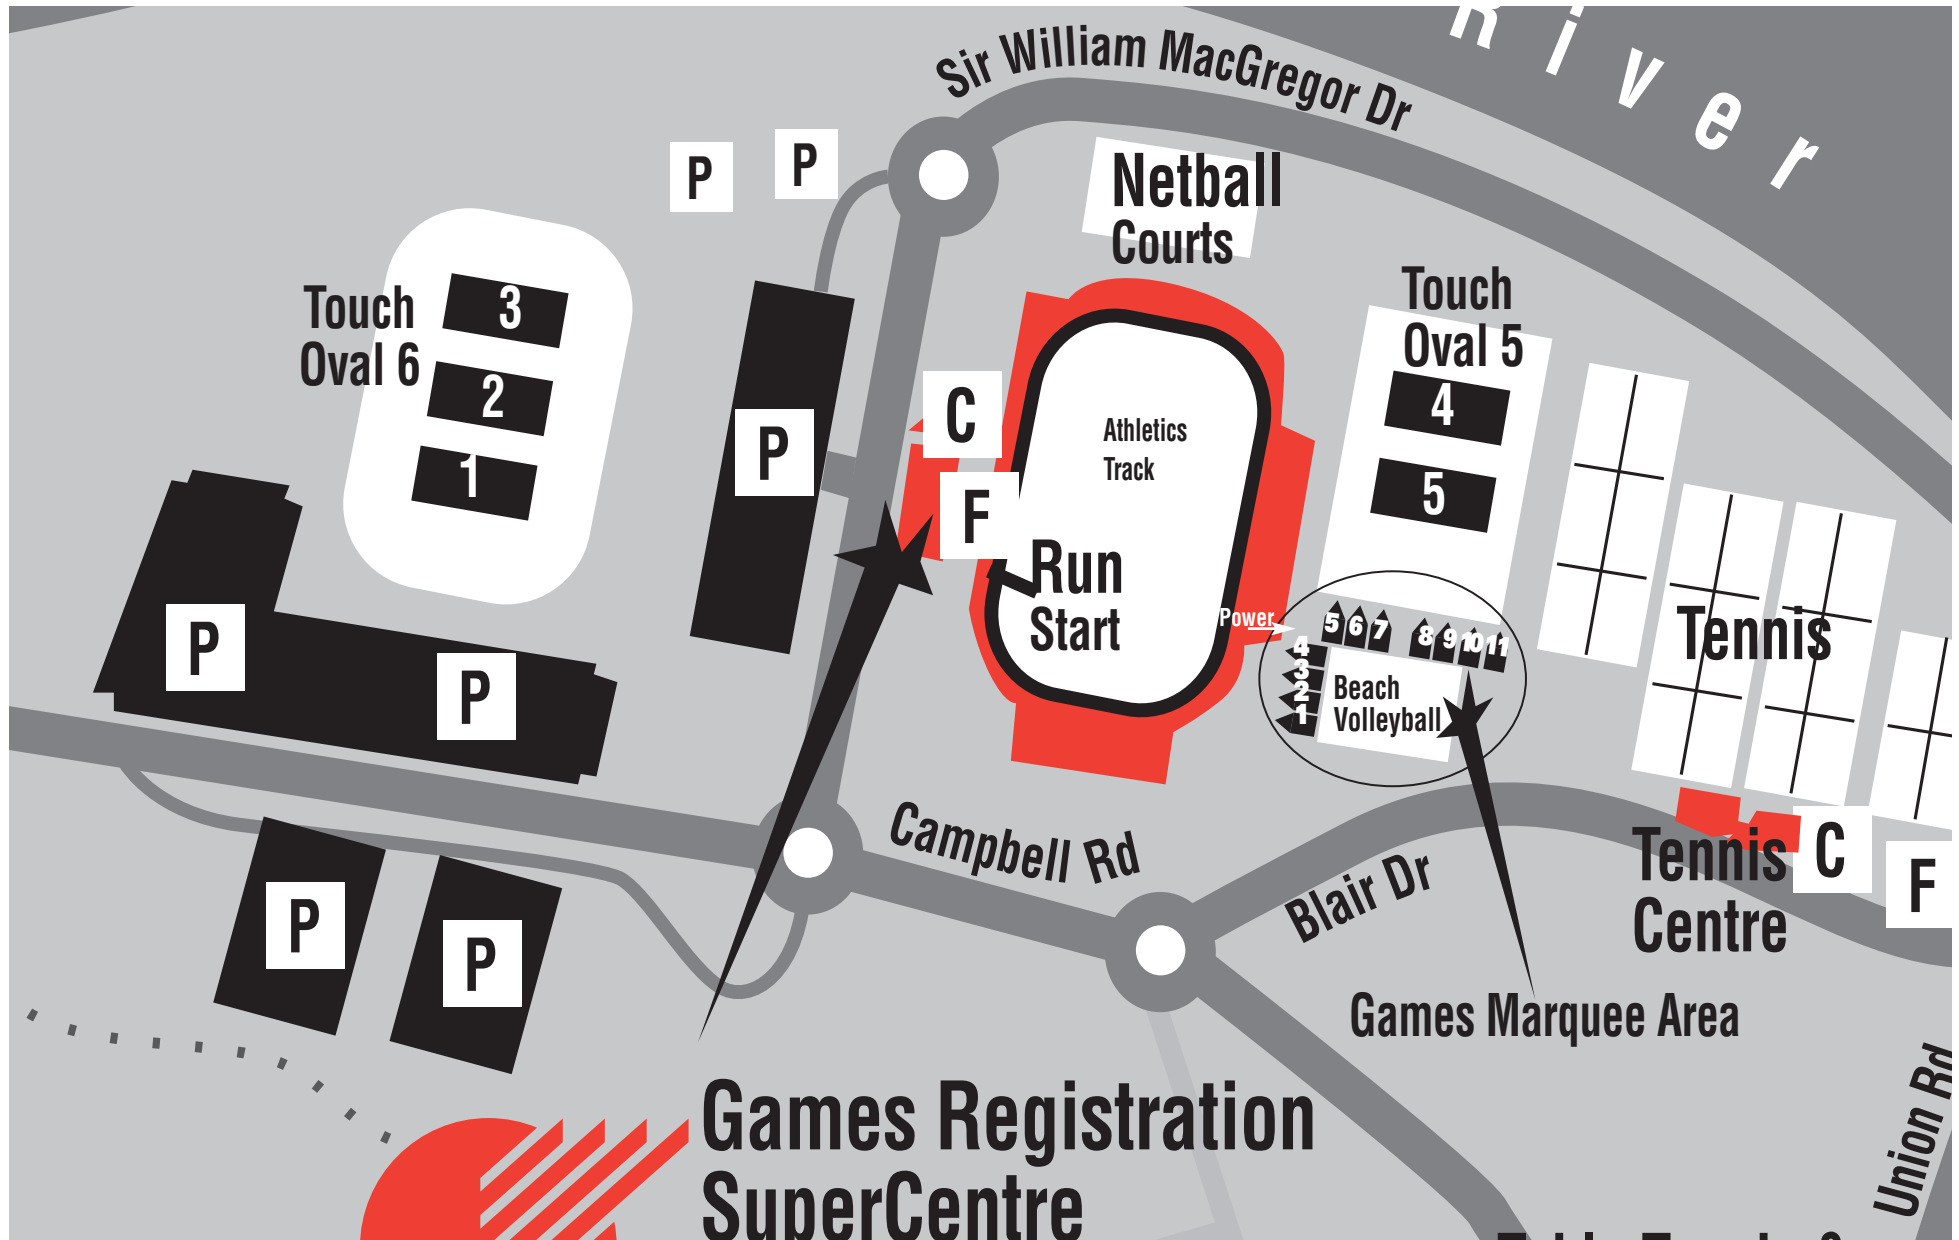 River
Sir William MacGregor Dr
P
P
Netball
Courts
Touch
Oval 6
3
2
1
Touch
Oval 5
4
5
C
F
P
Athletics
Track
Run
Start
Power
5 6 7 8 9 10 11
4
3
2
1
Beach
Volleyball
Tennis
P
P
Campbell Rd
Blair Dr
Tennis
Centre
C
F
P
P
Games Marquee Area
Union Rd
Games Registration
SuperCentre